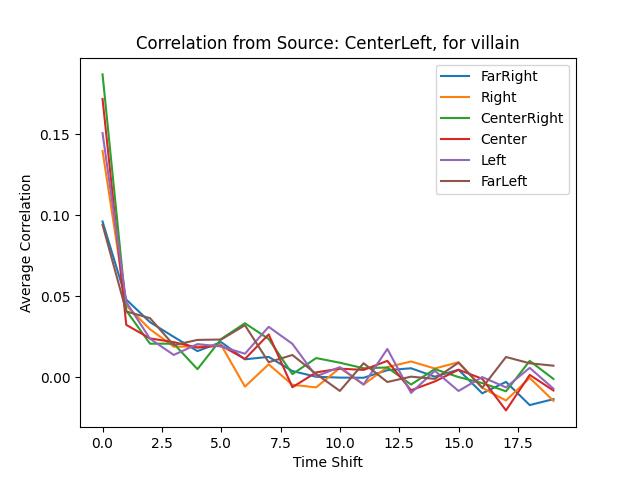 Correlation from Source: CenterLeft, for villain
FarRight
Right
CenterRight
Center
Left
FarLeft
Average Correlation
0.15
0.10
0.05
0.00
0.0 2.5 5.0 7.5 10.0 12.5 15.0 17.5
Time Shift